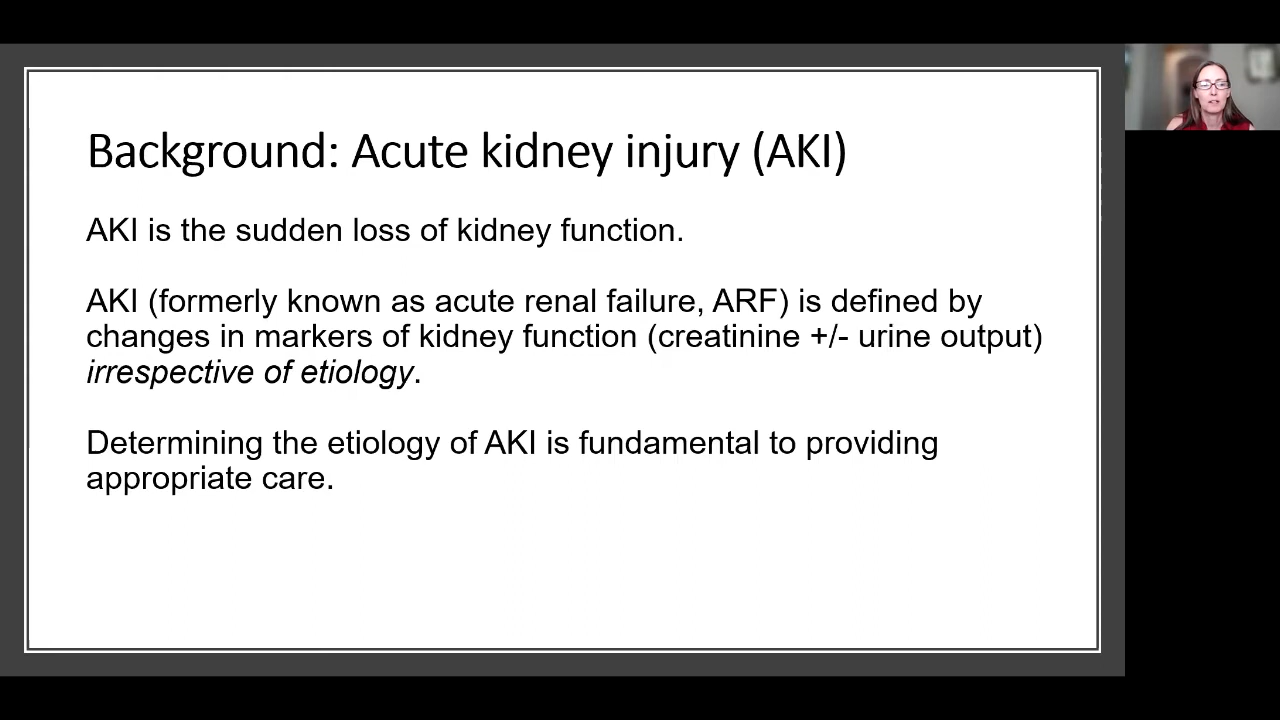 Background: Acute kidney injury (AKI)
AKI is the sudden loss of kidney function.
AKI (formerly known as acute renal failure, ARF) is defined by
changes in markers of kidney function (creatinine +/- urine output)
irrespective of etiology.
Determining the etiology of AKI is fundamental to providing
appropriate care.